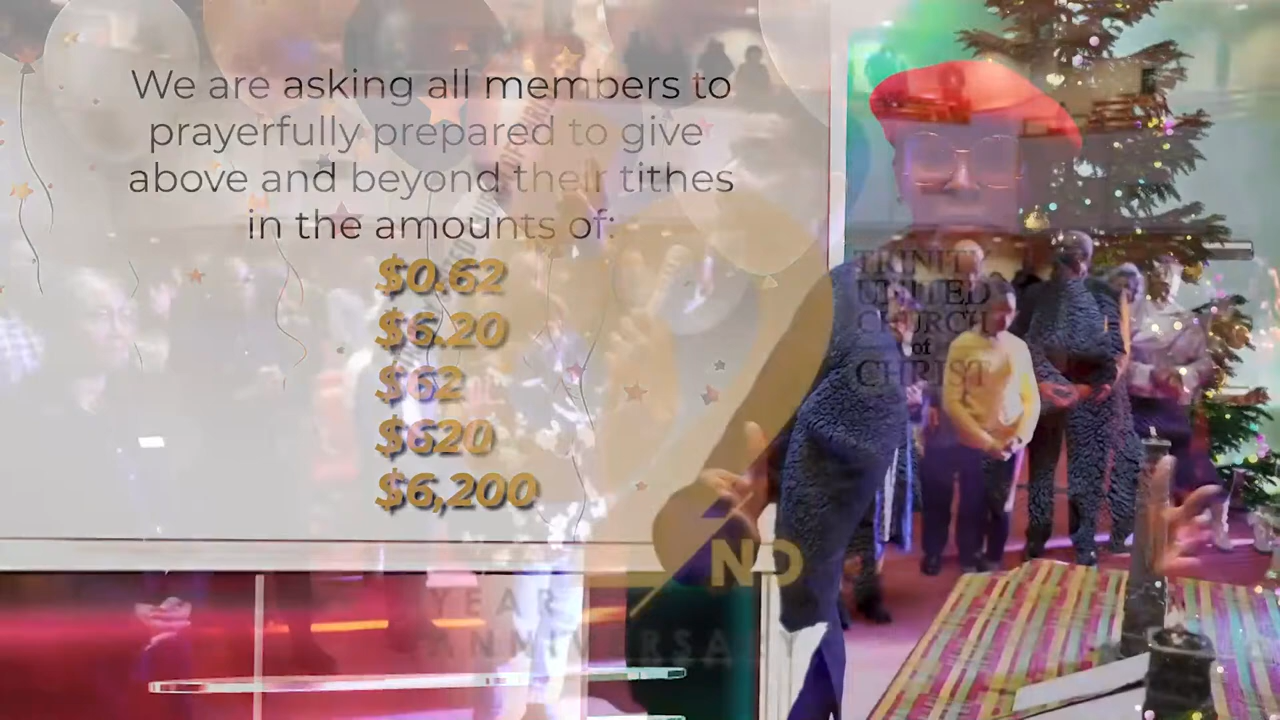 We are asking all members to
prayerfully prepared to give
above and beyond their tithes
in the amounts of:
$0.62
$6.20
$62
$620
$6,200
TRINITY
UNITED
CHURCH
of
CHRIST
2
ND
YEAR
ANNIVERSARY